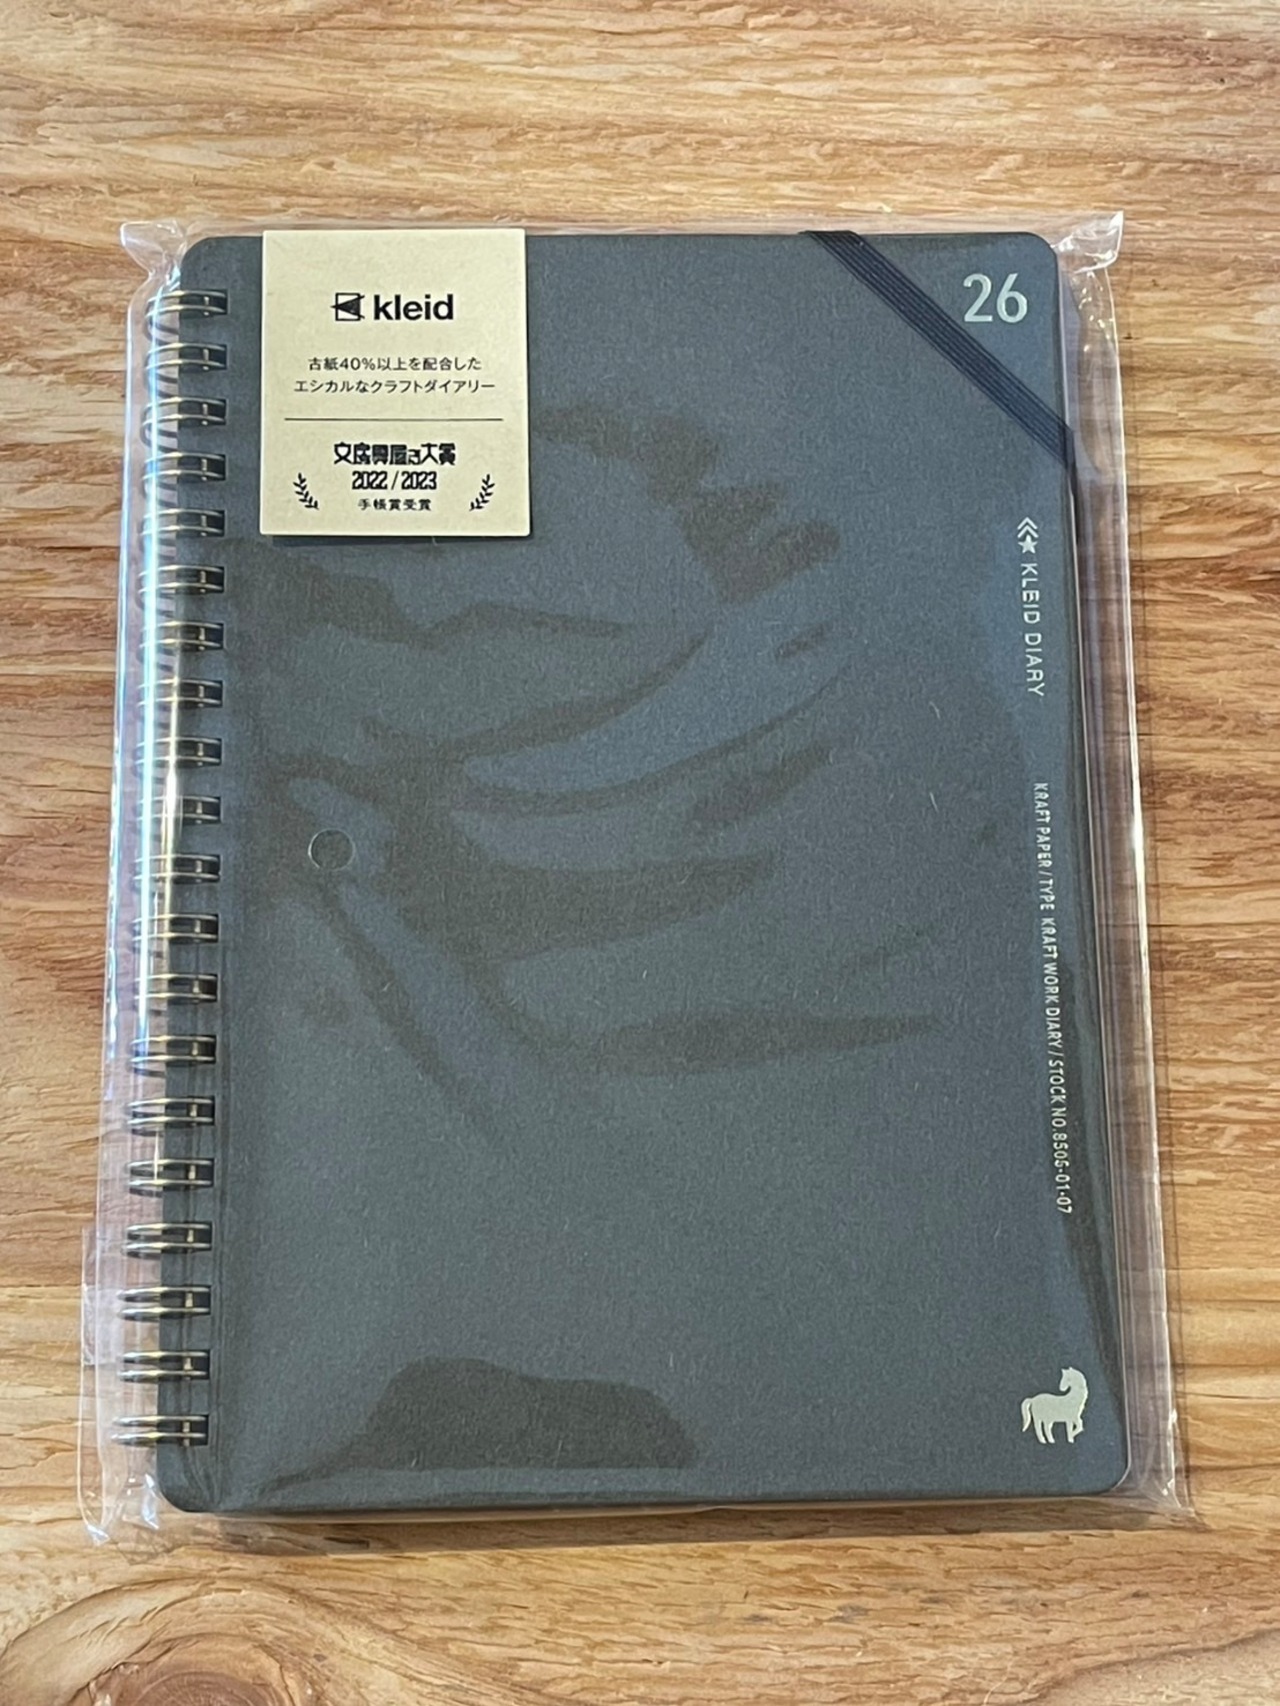 kleid
古紙40%以上を配合した
エシカルなクラフトダイアリー
文房具屋さん大賞
2022/2023
手帳賞受賞
26
KLEID DIARY
KRAFT PAPER/TYPE KRAFT WORK DIARY/STOCK NO.8505-01-07